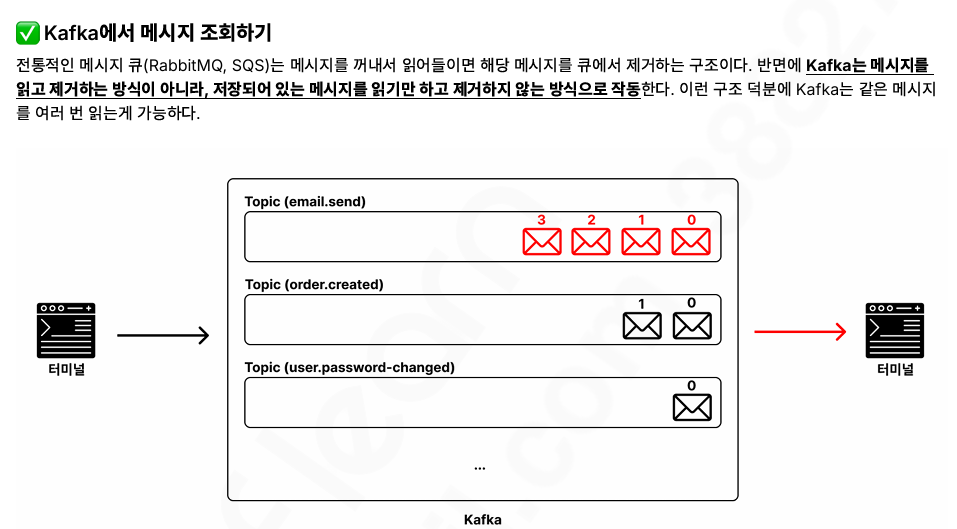 ✅ Kafka에서 메시지 조회하기
전통적인 메시지 큐(RabbitMQ, SQS)는 메시지를 꺼내서 읽어들이면 해당 메시지를 큐에서 제거하는 구조이다. 반면에 Kafka는 메시지를
읽고 제거하는 방식이 아니라, 저장되어 있는 메시지를 읽기만 하고 제거하지 않는 방식으로 작동한다. 이런 구조 덕분에 Kafka는 같은 메시지
를 여러 번 읽는게 가능하다.
Topic (email.send)
3 2 1 0
Topic (order.created)
1 0
터미널
터미널
Topic (user.password-changed)
0
...
Kafka